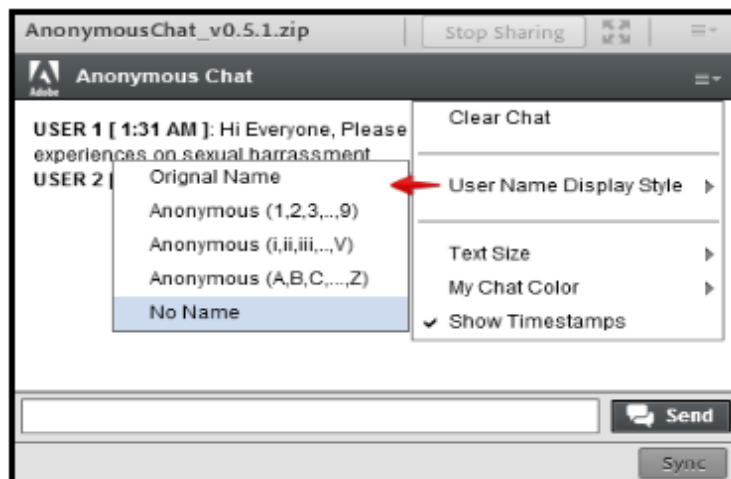 AnonymousChat_v0.5.1.zip
Stop Sharing
Adobe
Anonymous Chat
USER 1 [ 1:31 AM ]: Hi Everyone, Please
experiences on sexual harrassment
USER 2 [
Orignal Name
Anonymous (1,2,3,..,9)
Anonymous (i,ii,iii,..,V)
Anonymous (A,B,C,...,Z)
No Name
Clear Chat
User Name Display Style
Text Size
My Chat Color
Show Timestamps
Send
Sync